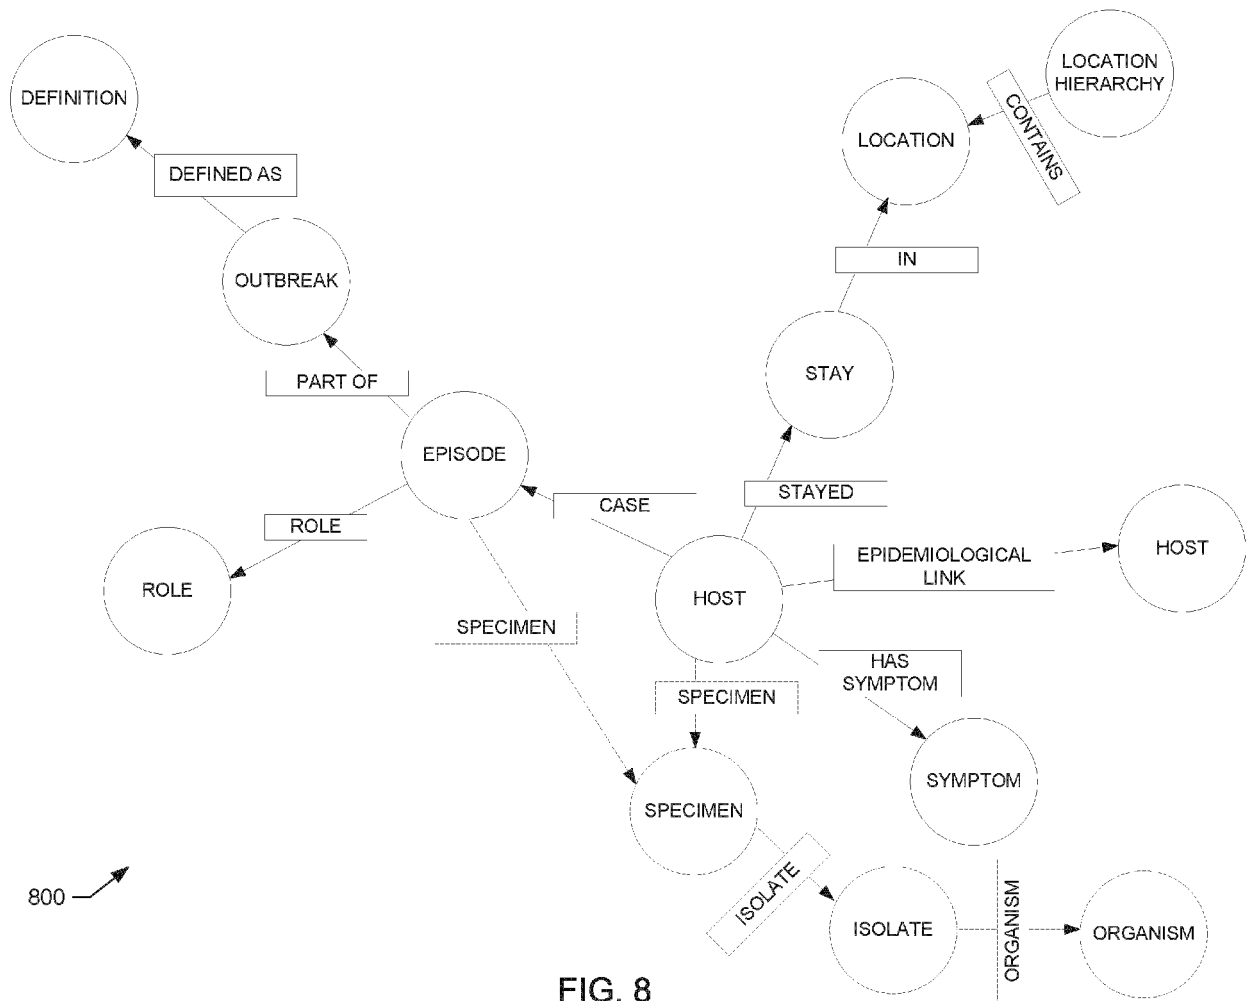 LOCATION
HIERARCHY
DEFINITION
CONTAINS
LOCATION
DEFINED AS
IN
OUTBREAK
STAY
PART OF
EPISODE
STAYED
CASE
ROLE
EPIDEMIOLOGICAL
LINK
HOST
ROLE
HOST
SPECIMEN
HAS
SYMPTOM
SPECIMEN
SYMPTOM
SPECIMEN
800
ISOLATE
ISOLATE
ORGANISM
ORGANISM
FIG. 8